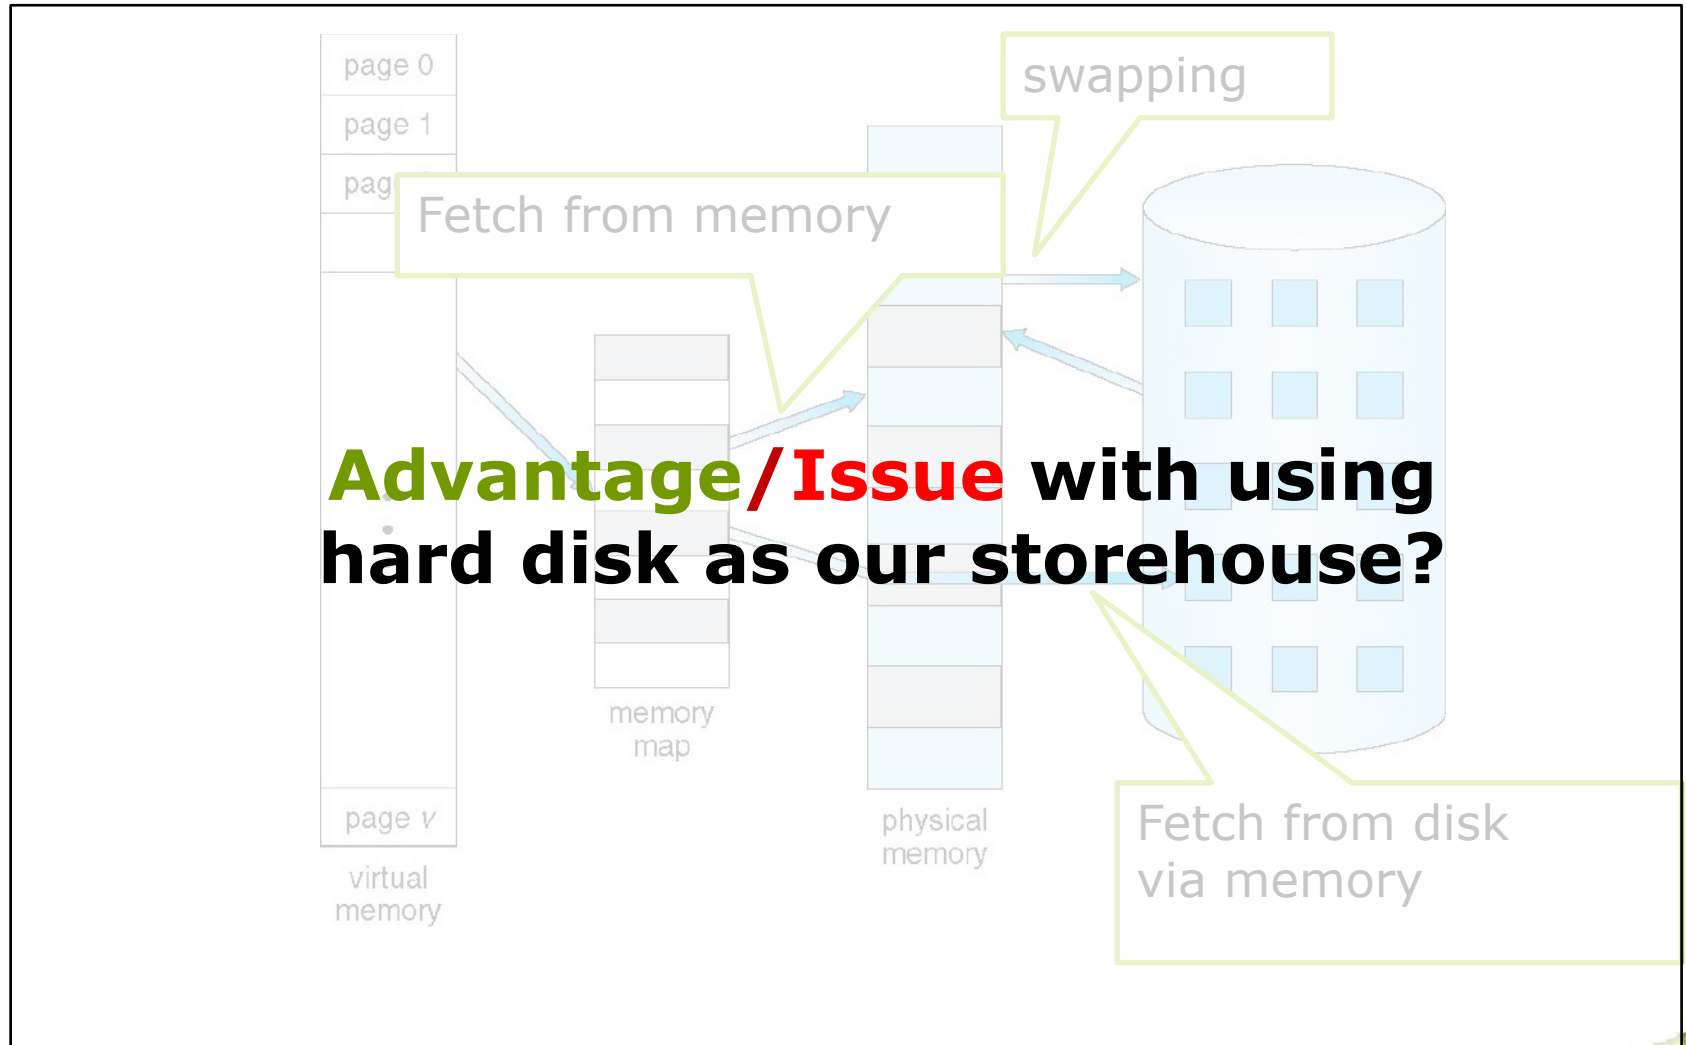 page 0
page 1
swapping
Fetch from memory
Advantage/Issue with using
hard disk as our storehouse?
memory
map
page v
virtual
memory
physical
memory
Fetch from disk
via memory